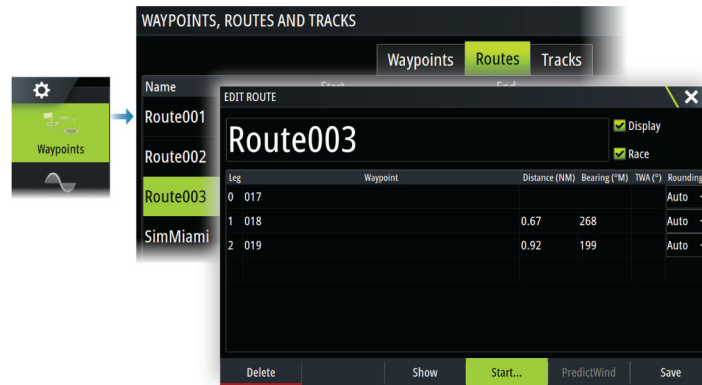 WAYPOINTS, ROUTES AND TRACKS
Waypoints Routes Tracks
Name Start End
Route001
Route002
Route003
SimMiami
Waypoints
EDIT ROUTE
Route003
Display
Race
Leg Waypoint Distance (NM) Bearing (°M) TWA (°) Rounding
0 017 Auto
1 018 0.67 268 Auto
2 019 0.92 199 Auto
Delete Show Start... PredictWind Save